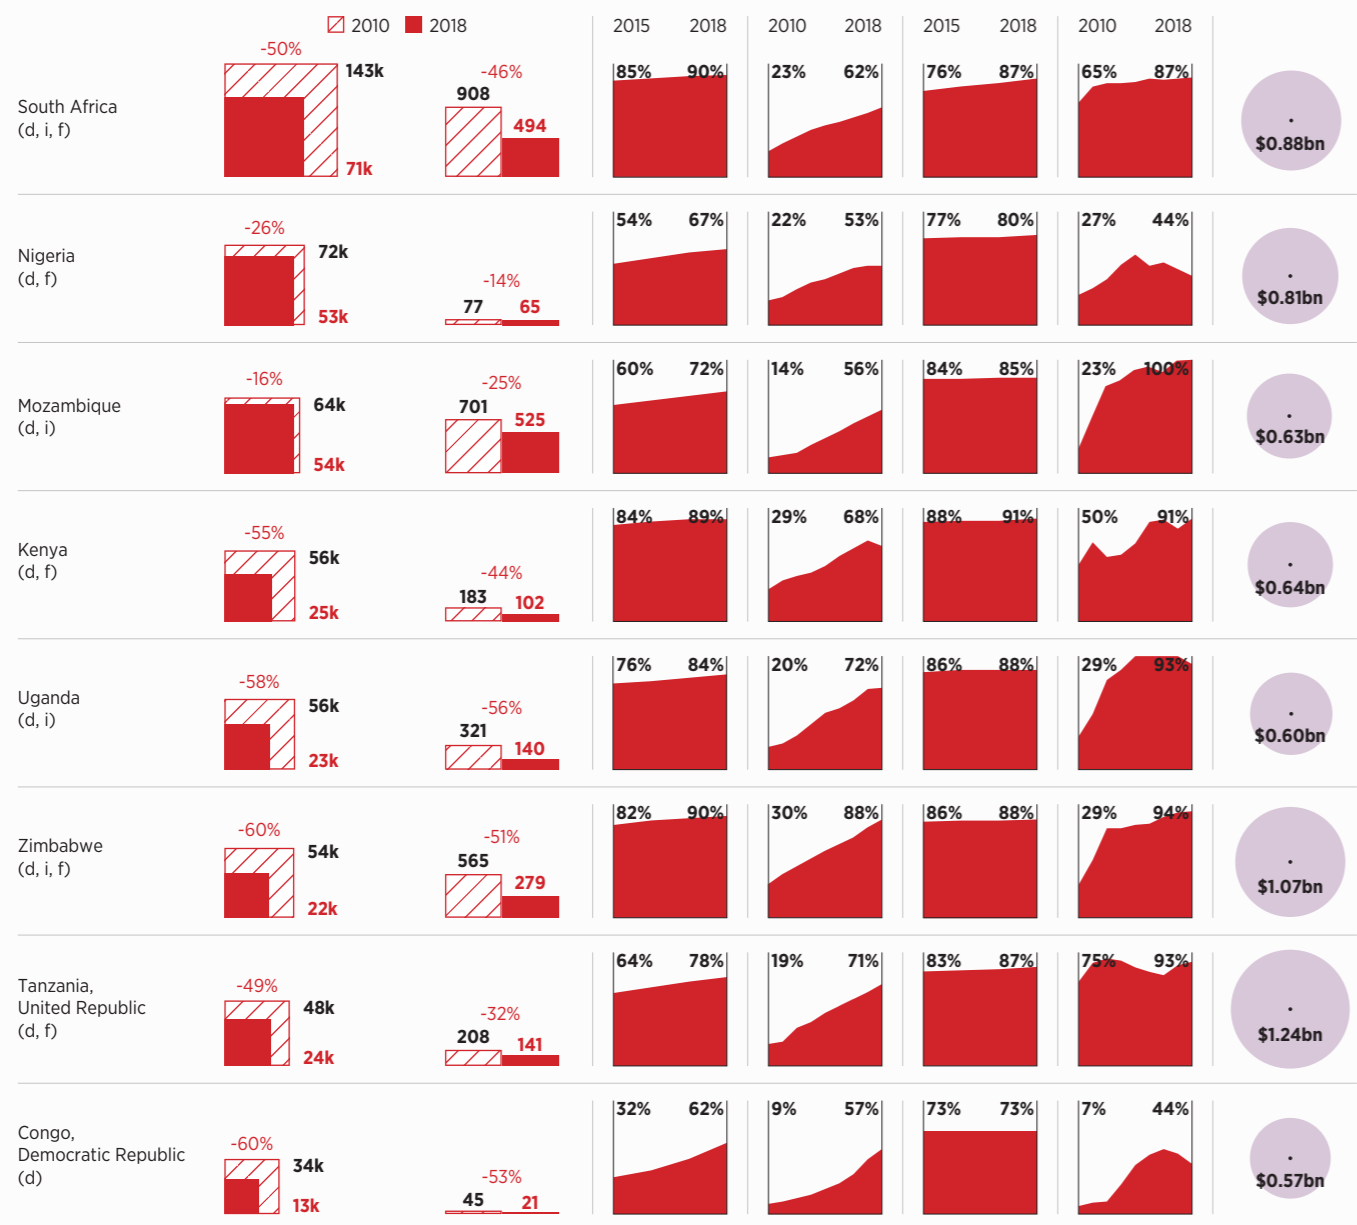 2010 2018
2015 2018 2010 2018 2015 2018 2010 2018
South Africa
(d, i, f)
-50%
143k
71k
-46%
908
494
85% 90% 23% 62% 76% 87% 65% 87%
$0.88bn
Nigeria
(d, f)
-26%
72k
53k
-14%
77 65
54% 67% 22% 53% 77% 80% 27% 44%
$0.81bn
Mozambique
(d, i)
-16%
64k
54k
-25%
701
525
60% 72% 14% 56% 84% 85% 23% 100%
$0.63bn
Kenya
(d, f)
-55%
56k
25k
-44%
183 102
84% 89% 29% 68% 88% 91% 50% 91%
$0.64bn
Uganda
(d, i)
-58%
56k
23k
-56%
321
140
76% 84% 20% 72% 86% 88% 29% 93%
$0.60bn
Zimbabwe
(d, i, f)
-60%
54k
22k
-51%
565
279
82% 90% 30% 88% 86% 88% 29% 94%
$1.07bn
Tanzania,
United Republic
(d, f)
-49%
48k
24k
-32%
208 141
64% 78% 19% 71% 83% 87% 75% 93%
$1.24bn
Congo,
Democratic Republic
(d)
-60%
34k
13k
-53%
45 21
32% 62% 9% 57% 73% 73% 7% 44%
$0.57bn